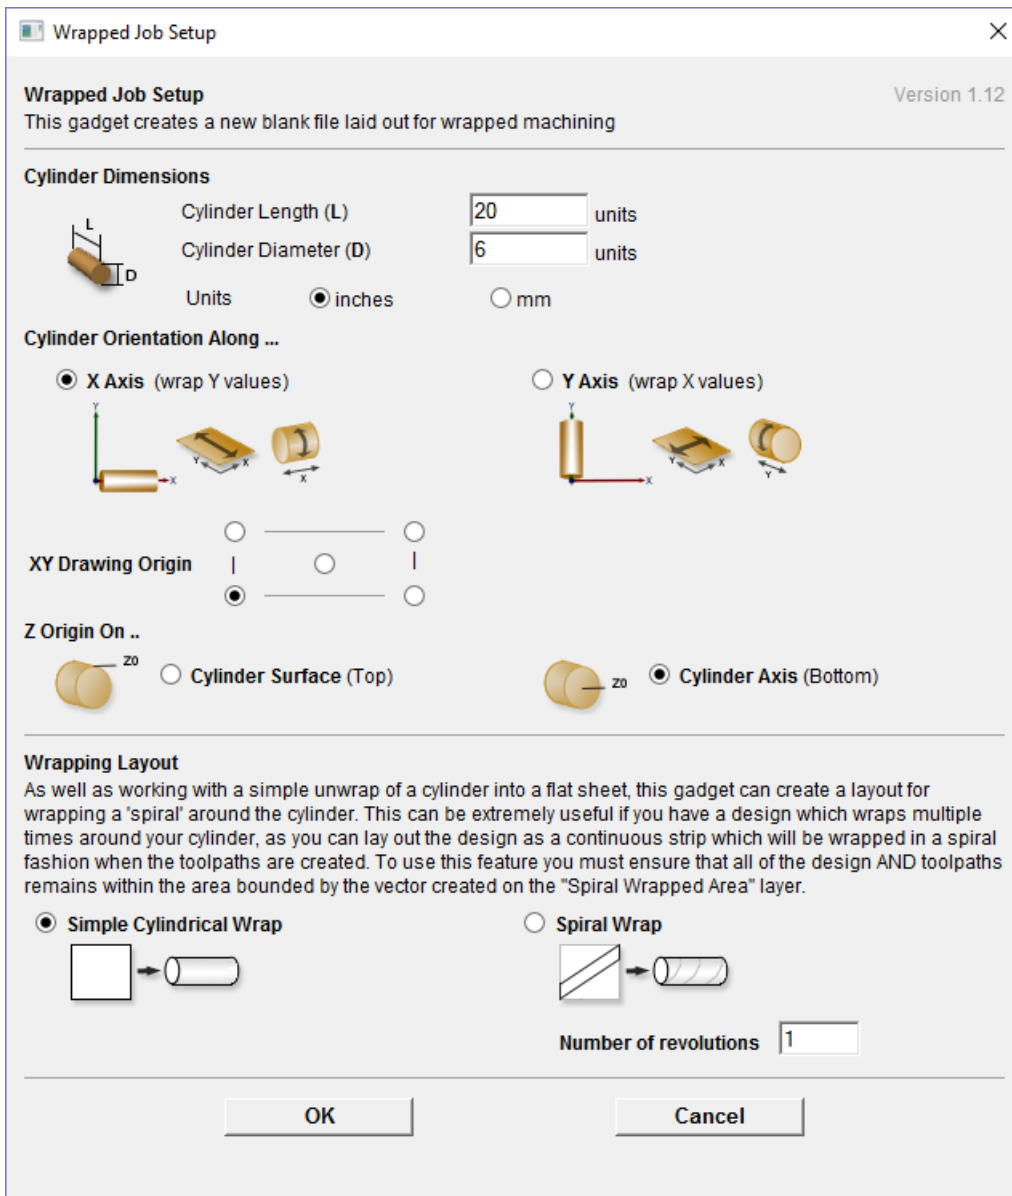 Wrapped Job Setup
Wrapped Job Setup
Version 1.12
This gadget creates a new blank file laid out for wrapped machining
Cylinder Dimensions
L
D
Cylinder Length (L) 20 units
Cylinder Diameter (D) 6 units
Units inches mm
Cylinder Orientation Along ...
X Axis (wrap Y values) Y Axis (wrap X values)
Y X Y X X
Y X Y X Y
XY Drawing Origin
Z Origin On ..
Z0 Cylinder Surface (Top) Z0 Cylinder Axis (Bottom)
Wrapping Layout
As well as working with a simple unwrap of a cylinder into a flat sheet, this gadget can create a layout for
wrapping a 'spiral' around the cylinder. This can be extremely useful if you have a design which wraps multiple
times around your cylinder, as you can lay out the design as a continuous strip which will be wrapped in a spiral
fashion when the toolpaths are created. To use this feature you must ensure that all of the design AND toolpaths
remains within the area bounded by the vector created on the "Spiral Wrapped Area" layer.
Simple Cylindrical Wrap Spiral Wrap
Number of revolutions 1
OK Cancel